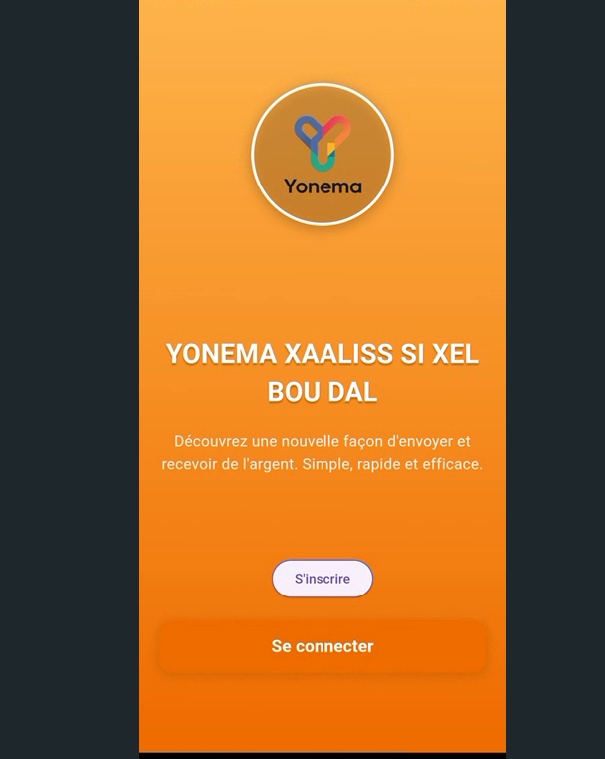 Yonema
YONEMA XAALISS SI XEL
BOU DAL
Découvrez une nouvelle façon d'envoyer et
recevoir de l'argent. Simple, rapide et efficace.
S'inscrire
Se connecter